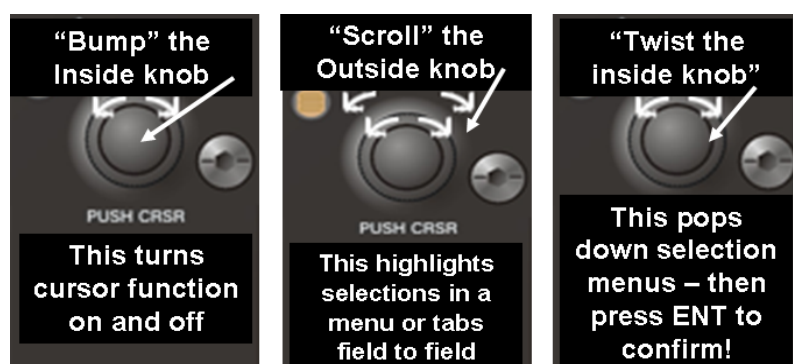 “Bump” the
Inside knob
PUSH CRSR
This turns
cursor function
on and off
“Scroll” the
Outside knob
PUSH CRSR
This highlights
selections in a
menu or tabs
field to field
“Twist the
inside knob”
This pops
down selection
menus – then
press ENT to
confirm!